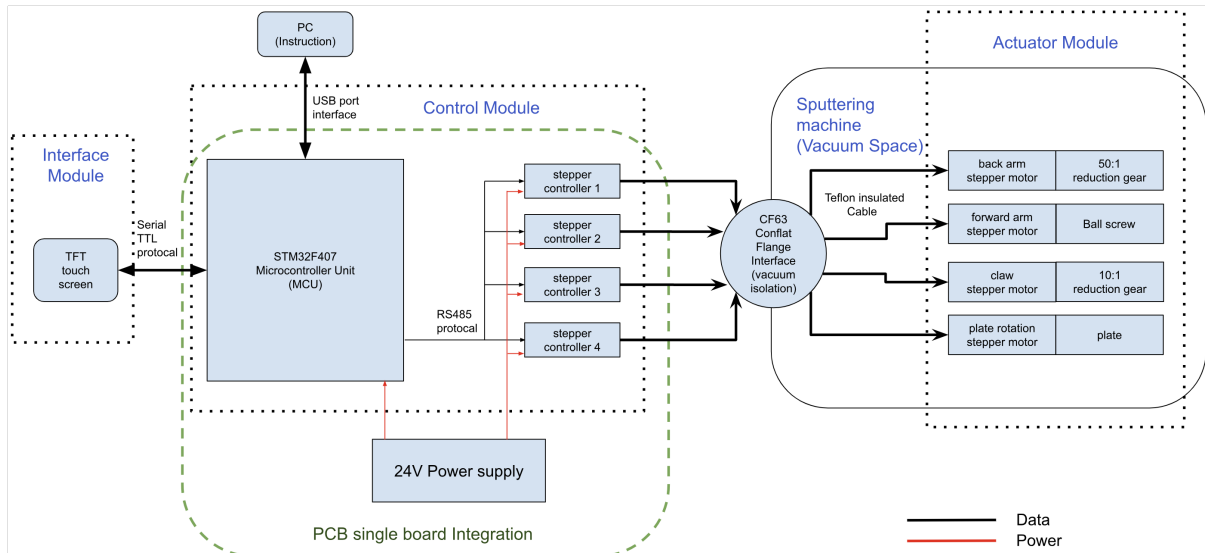 PC
(Instruction)
USB port
interface
Control Module
Actuator Module
Sputtering
machine
(Vacuum Space)
Interface
Module
Serial
TTL
protocal
TFT
touch
screen
STM32F407
Microcontroller Unit
(MCU)
RS485
protocal
stepper
controller 1
stepper
controller 2
stepper
controller 3
stepper
controller 4
CF63
Conflat
Flange
Interface
(vacuum
isolation)
Teflon insulated
Cable
back arm
stepper motor
50:1
reduction gear
forward arm
stepper motor
Ball screw
claw
stepper motor
10:1
reduction gear
plate rotation
stepper motor
plate
24V Power supply
PCB single board Integration
Data
Power